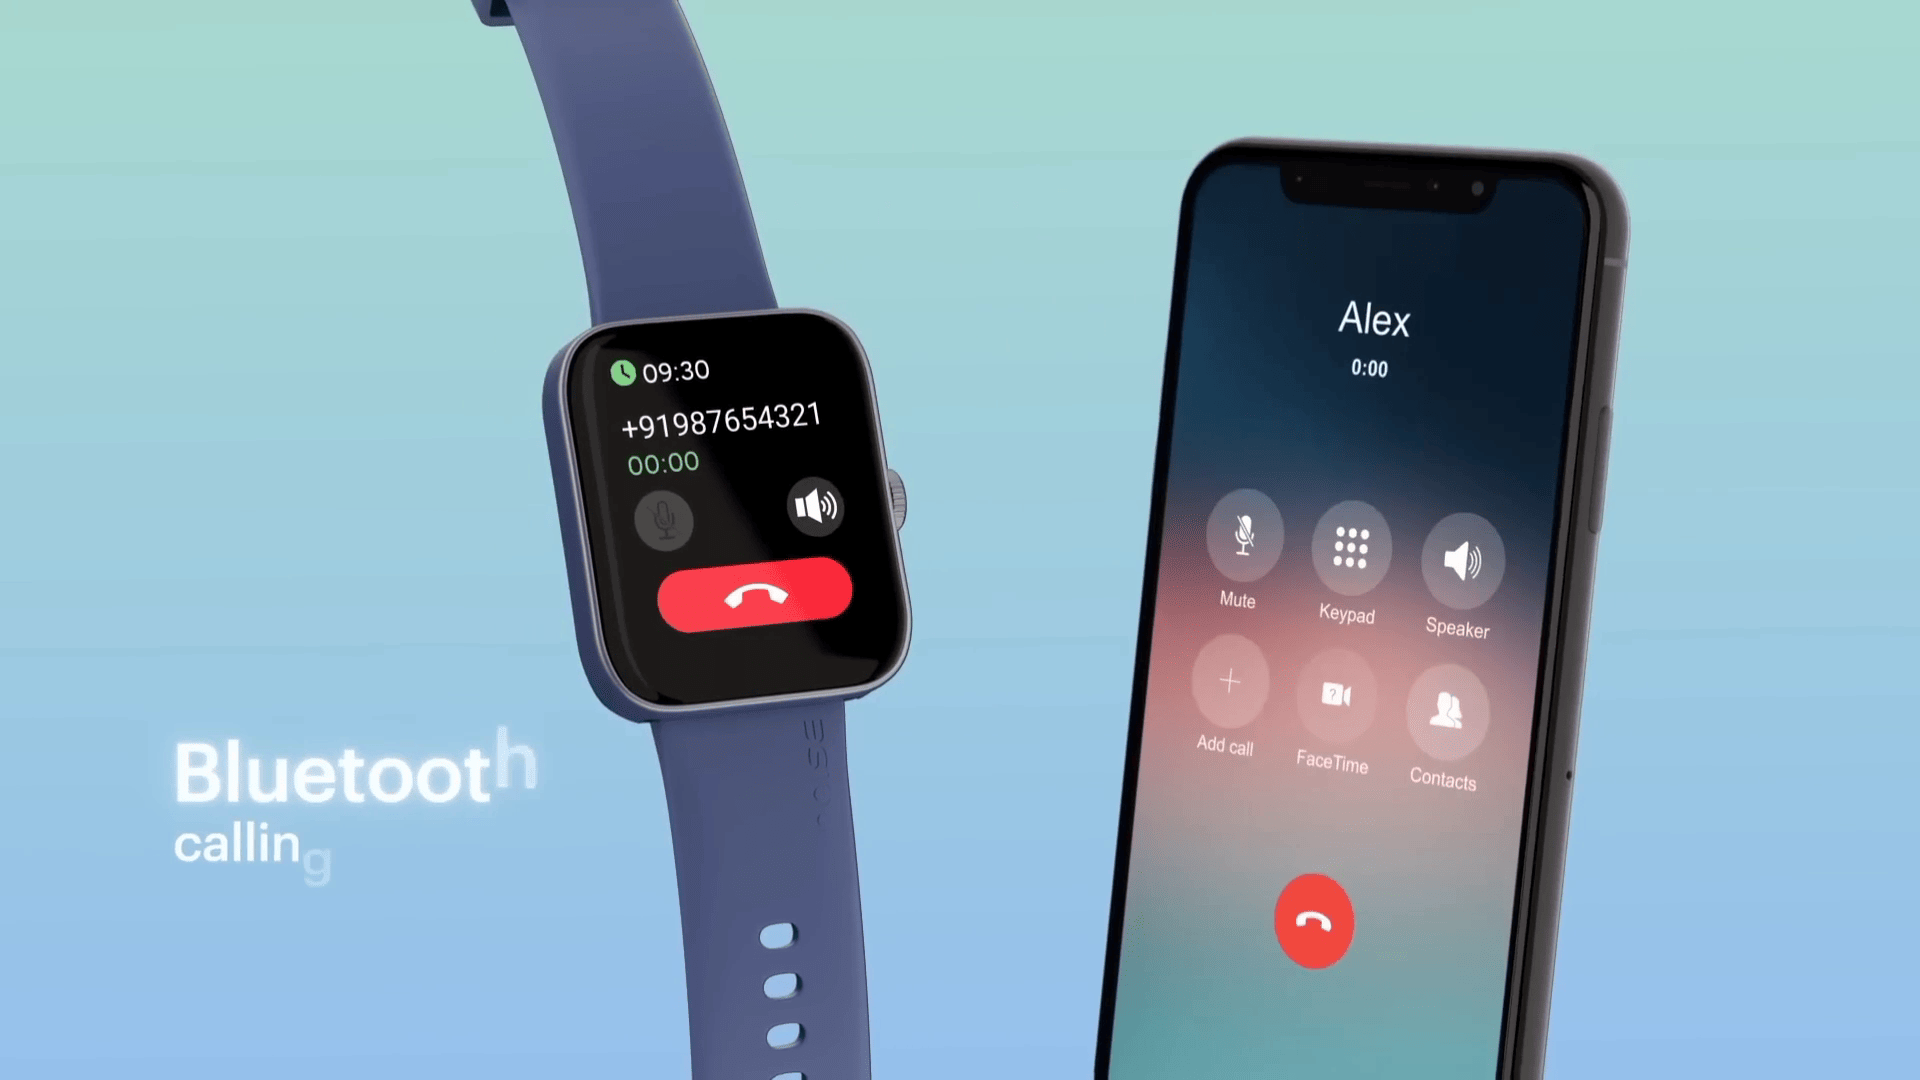 09:30
+91987654321
00:00
Alex
0:00
Mute
Keypad
Speaker
Add call
FaceTime
Contacts
Bluetooth
calling